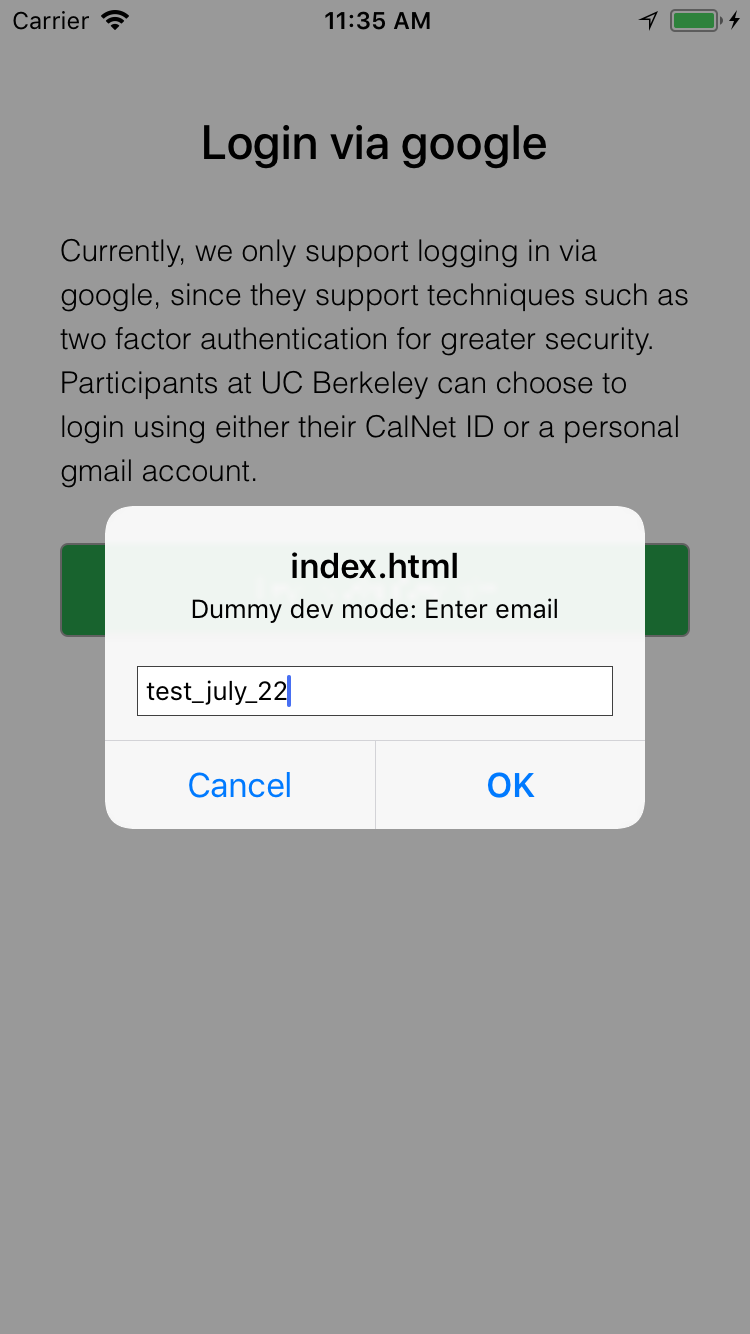 Carrier 11:35 AM
Login via google
Currently, we only support logging in via
google, since they support techniques such as
two factor authentication for greater security.
Participants at UC Berkeley can choose to
login using either their CalNet ID or a personal
gmail account.
index.html
Dummy dev mode: Enter email
test_july_22
Cancel OK